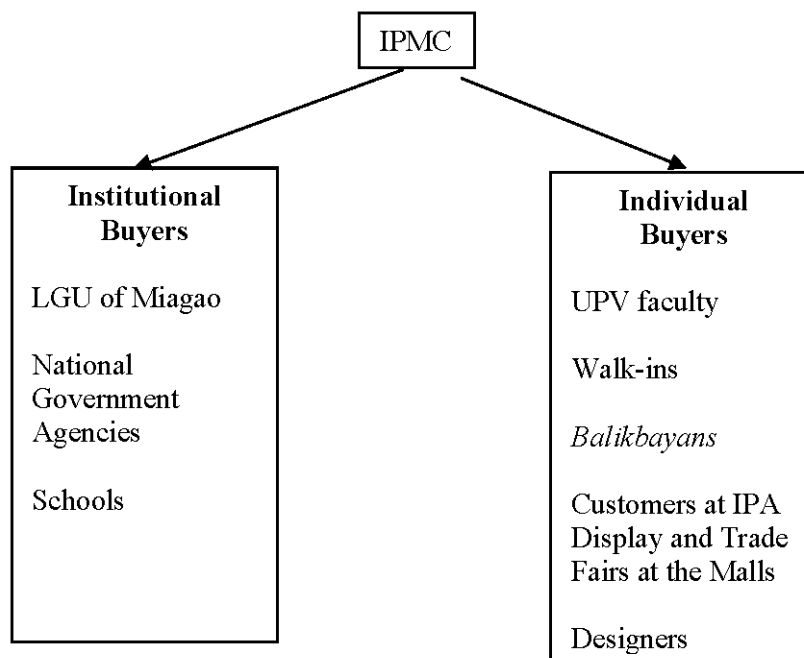 IPMC
Institutional
Buyers
LGU of Miagao
National
Government
Agencies
Schools
Individual
Buyers
UPV faculty
Walk-ins
Balikbayans
Customers at IPA
Display and Trade
Fairs at the Malls
Designers